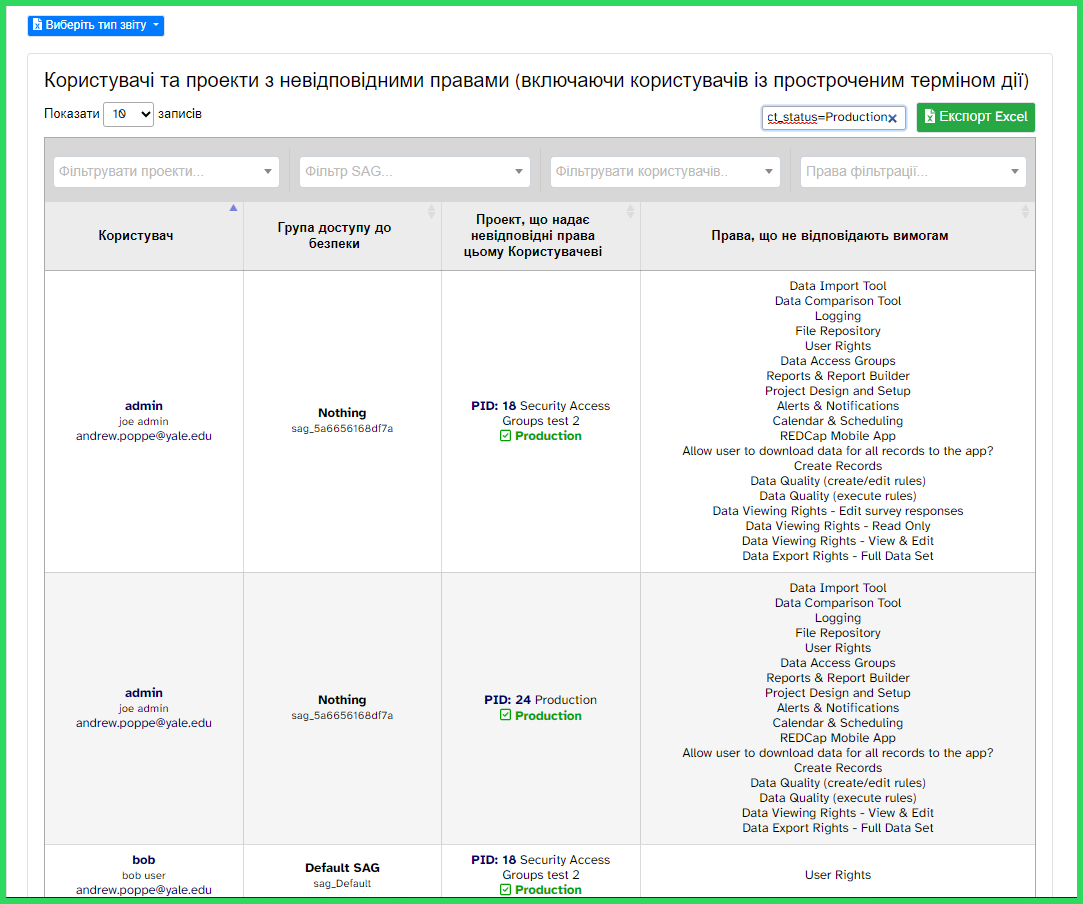 Виберіть тип звіту
Користувачі та проекти з невідповідними правами (включаючи користувачів із простроченим терміном дії)
Показати 10 записів
ct_status=Production
Експорт Excel
Фільтрувати проекти...
Фільтр SAG...
Фільтрувати користувачів..
Права фільтрації...
Користувач
Група доступу до
безпеки
Проект, що надає
невідповідні права
цьому Користувачеві
Права, що не відповідають вимогам
admin
joe admin
andrew.poppe@yale.edu
Nothing
sag_5a6656168df7a
PID: 18 Security Access
Groups test 2
Production
Data Import Tool
Data Comparison Tool
Logging
File Repository
User Rights
Data Access Groups
Reports & Report Builder
Project Design and Setup
Alerts & Notifications
Calendar & Scheduling
REDCap Mobile App
Allow user to download data for all records to the app?
Create Records
Data Quality (create/edit rules)
Data Quality (execute rules)
Data Viewing Rights - Edit survey responses
Data Viewing Rights - Read Only
Data Viewing Rights - View & Edit
Data Export Rights - Full Data Set
admin
joe admin
andrew.poppe@yale.edu
Nothing
sag_5a6656168df7a
PID: 24 Production
Production
Data Import Tool
Data Comparison Tool
Logging
File Repository
User Rights
Data Access Groups
Reports & Report Builder
Project Design and Setup
Alerts & Notifications
Calendar & Scheduling
REDCap Mobile App
Allow user to download data for all records to the app?
Create Records
Data Quality (create/edit rules)
Data Quality (execute rules)
Data Viewing Rights - View & Edit
Data Export Rights - Full Data Set
bob
bob user
andrew.poppe@yale.edu
Default SAG
sag_Default
PID: 18 Security Access
Groups test 2
Production
User Rights